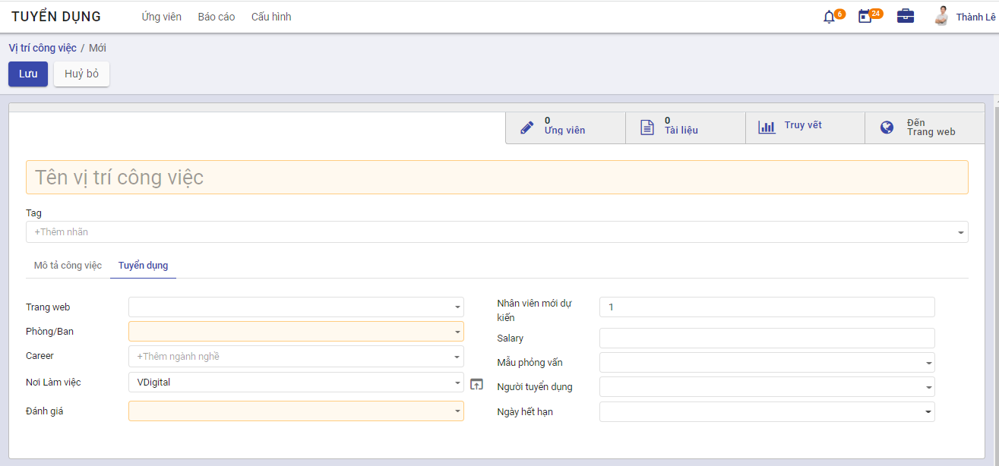 TUYỂN DỤNG Ứng viên Báo cáo Cấu hình 6 24 Thành Lê
Vị trí công việc / Mới
Lưu Huỷ bỏ
0
Ứng viên
0
Tài liệu
Truy vết
Đến
Trang web
Tên vị trí công việc
Tag
+Thêm nhãn
Mô tả công việc Tuyển dụng
Trang web
Phòng/Ban
Career +Thêm ngành nghề
Nơi Làm việc VDigital
Đánh giá
Nhân viên mới dự
kiến
1
Salary
Mẫu phỏng vấn
Người tuyển dụng
Ngày hết hạn